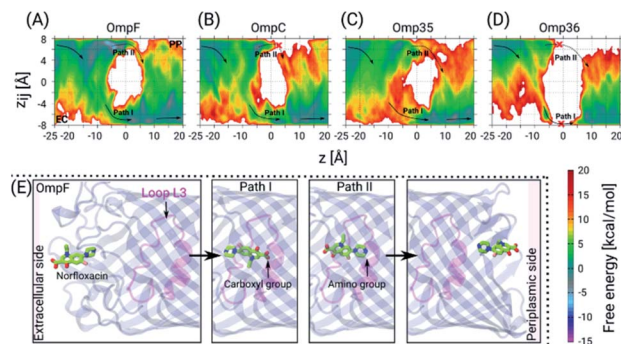 (A) OmpF (B) OmpC (C) Omp35 (D) Omp36
8 PP
4 Path II Path II Path II Path II
0
-4
Path I Path I Path I Path I
-8 EC
-25 -20 -10 0 10 20 -25 -20 -10 0 10 20 -25 -20 -10 0 10 20 -25 -20 -10 0 10 20
zij [Å]
z [Å]
(E) OmpF Loop L3 Path I Path II
Norfloxacin
Carboxyl group Amino group
Extracellular side
Periplasmic side
20
15
10
5
0
-5
-10
-15
Free energy [kcal/mol]